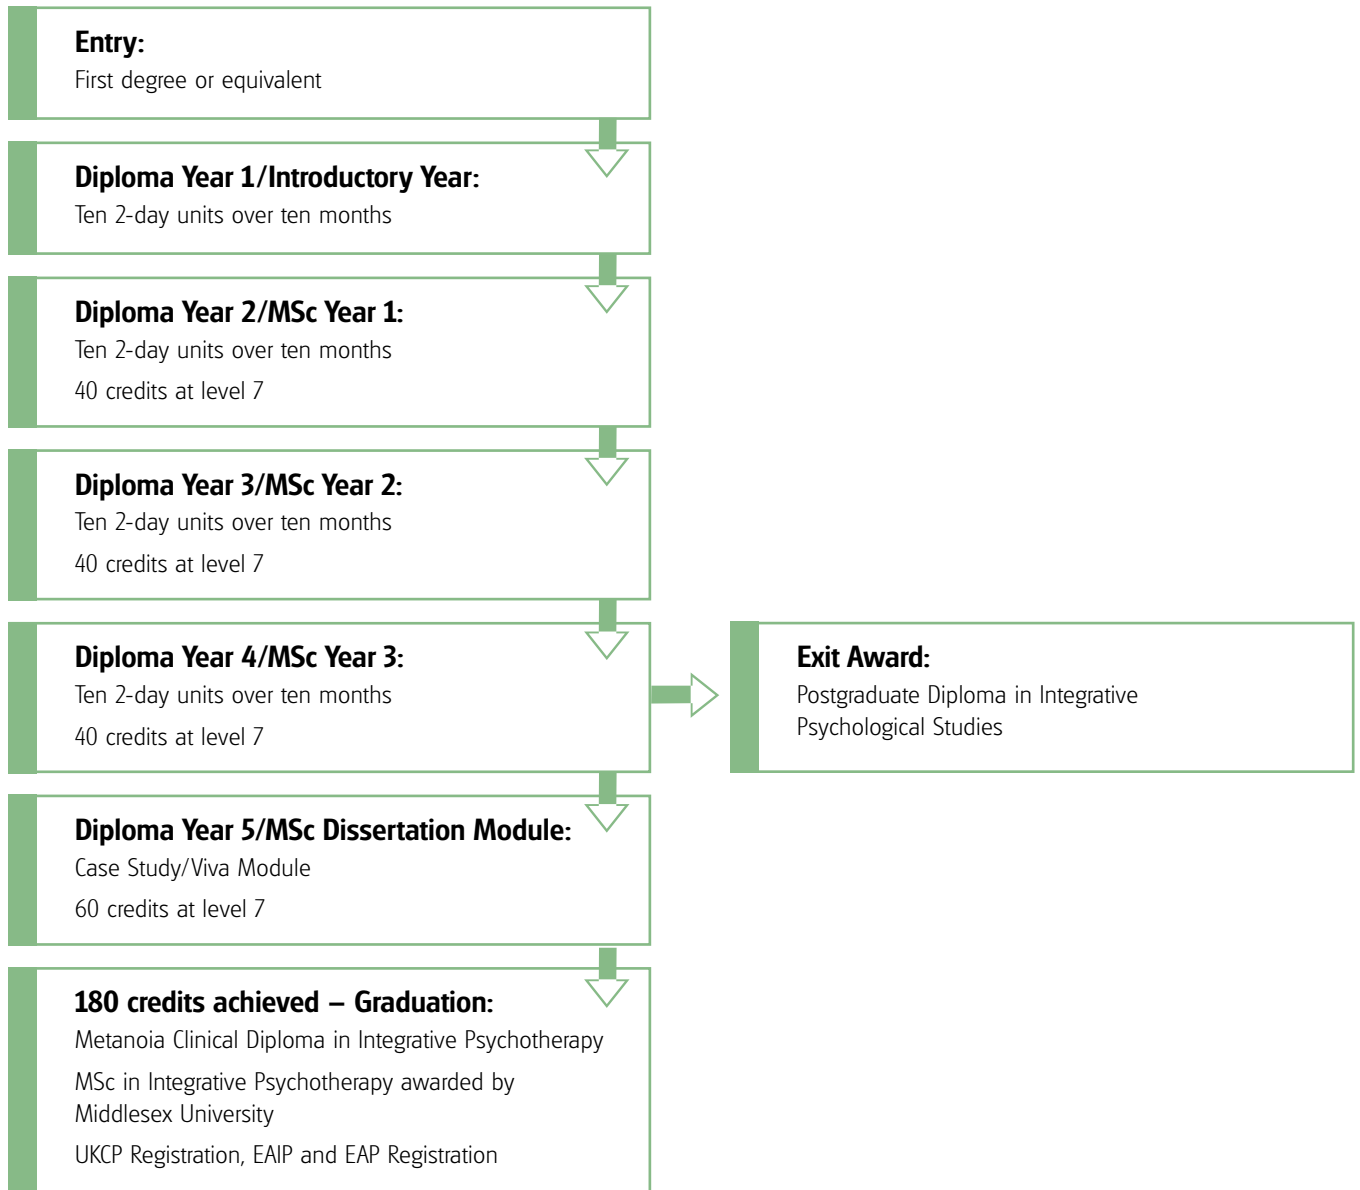 Entry:
First degree or equivalent
Diploma Year 1/Introductory Year:
Ten 2-day units over ten months
Diploma Year 2/MSc Year 1:
Ten 2-day units over ten months
40 credits at level 7
Diploma Year 3/MSc Year 2:
Ten 2-day units over ten months
40 credits at level 7
Diploma Year 4/MSc Year 3:
Ten 2-day units over ten months
40 credits at level 7
Exit Award:
Postgraduate Diploma in Integrative
Psychological Studies
Diploma Year 5/MSc Dissertation Module:
Case Study/Viva Module
60 credits at level 7
180 credits achieved – Graduation:
Metanoia Clinical Diploma in Integrative Psychotherapy
MSc in Integrative Psychotherapy awarded by
Middlesex University
UKCP Registration, EAIP and EAP Registration